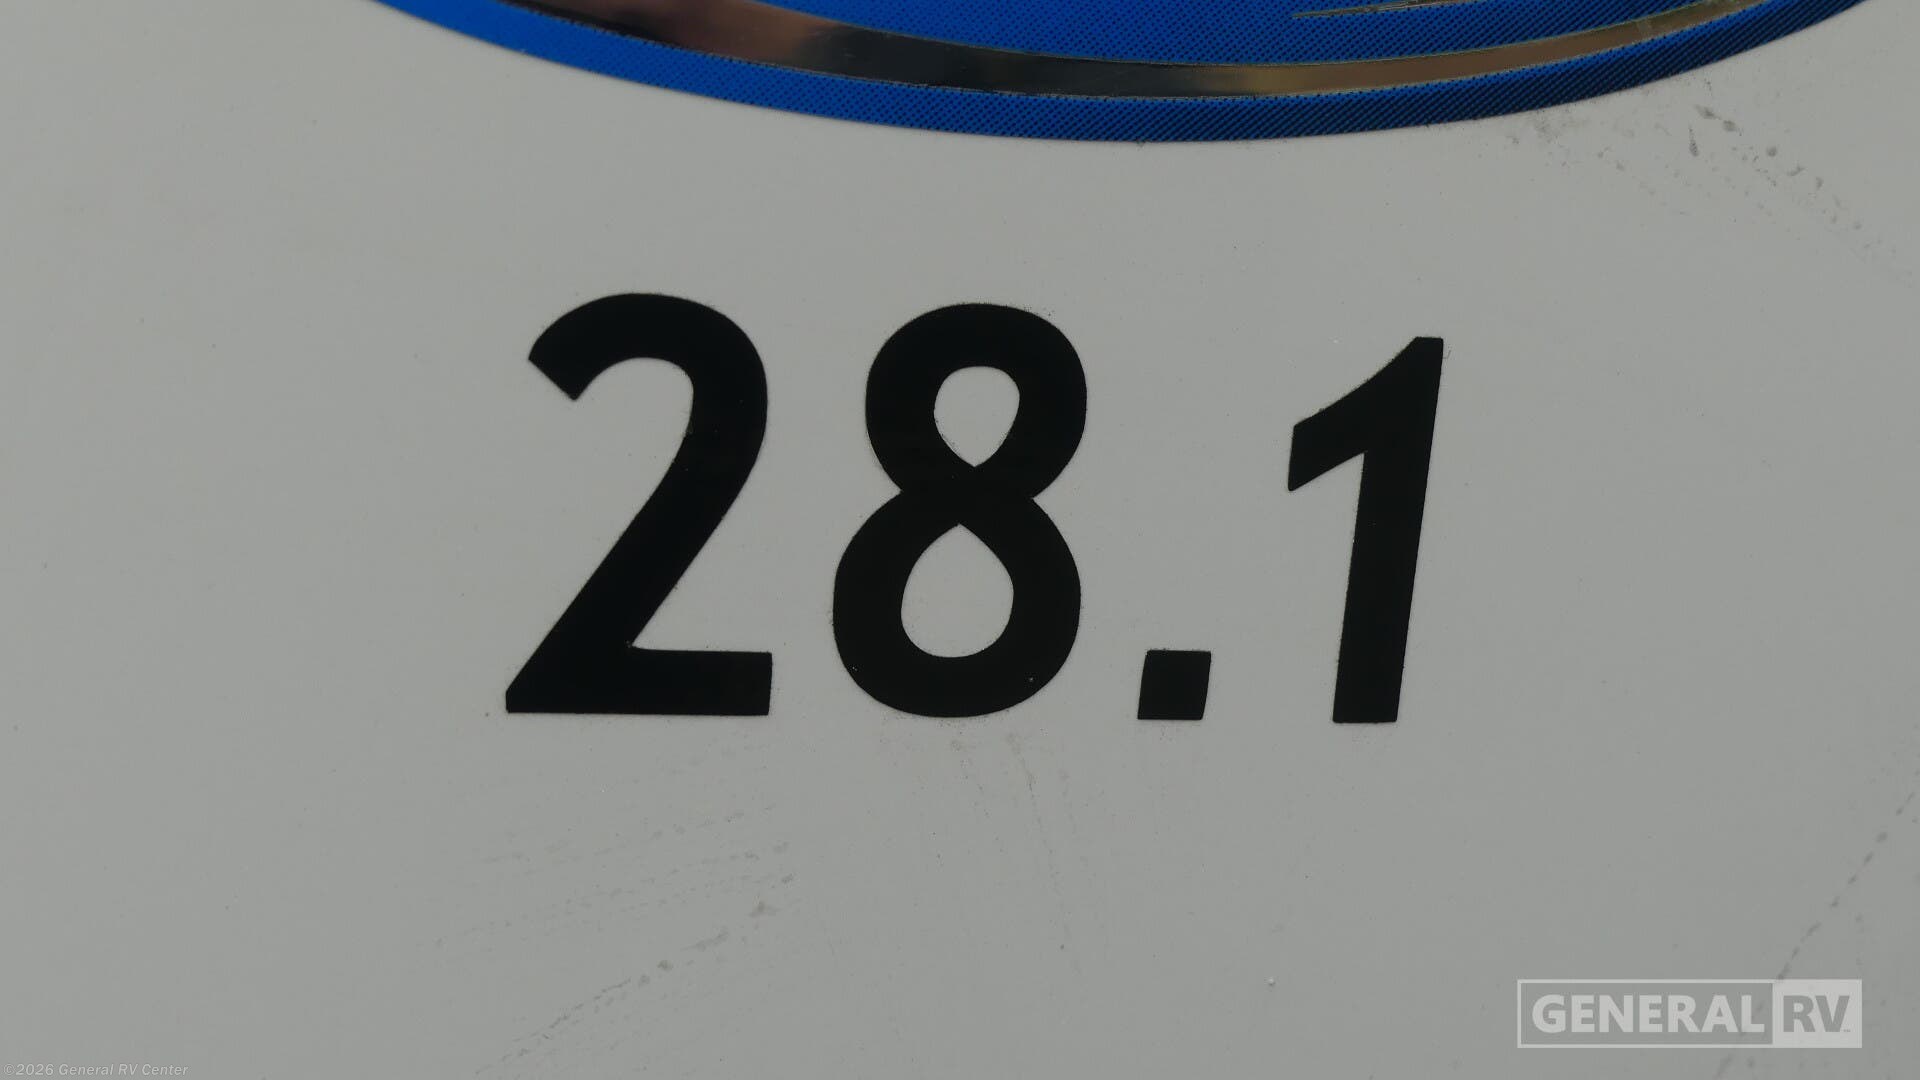 28.1
GENERAL RV
©2026 General RV Center